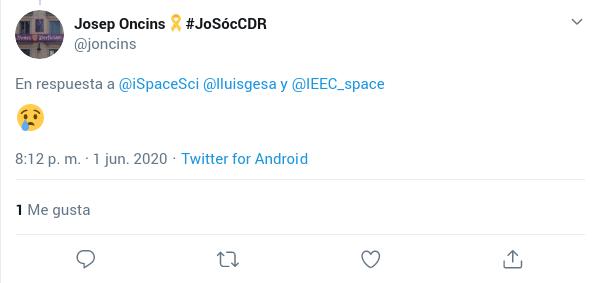 Josep Oncins🎗#JoSócCDR
@joncins
En respuesta a @iSpaceSci @lluisgesa y @IEEC_space
😢
8:12 p. m. · 1 jun. 2020 · Twitter for Android
1 Me gusta